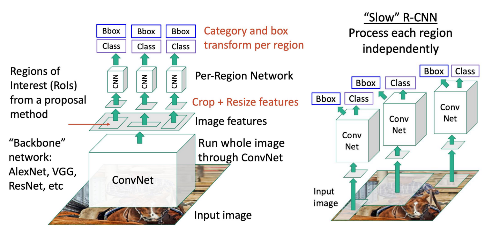 Bbox
Bbox
Bbox
Class
Class
Class
Category and box
transform per region
CNN
CNN
CNN
Per-Region Network
Regions of
Interest (RoIs)
from a proposal
method
Crop + Resize features
Image features
"Backbone"
network:
AlexNet, VGG,
ResNet, etc
Run whole image
through ConvNet
ConvNet
Input image
"Slow" R-CNN
Process each region
independently
Bbox
Class
Bbox
Class
Bbox
Class
Conv
Net
Conv
Net
Conv
Net
Input
image